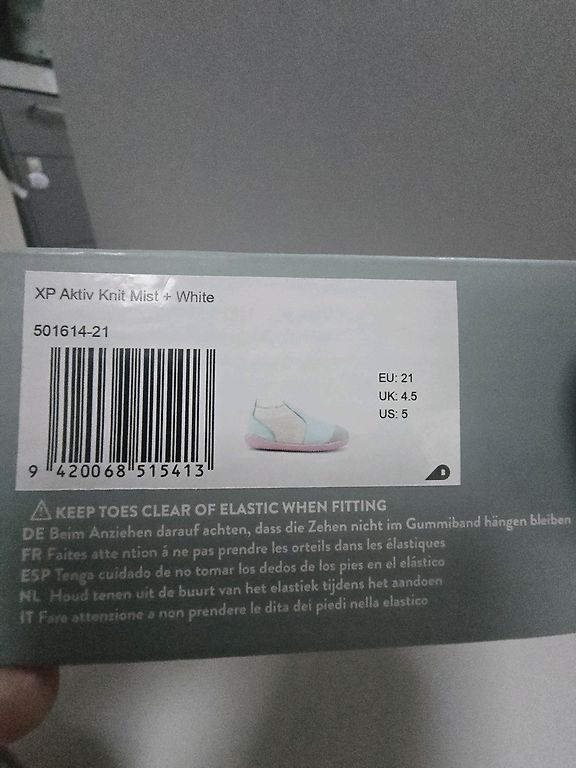 XP Aktiv Knit Mist + White
501614-21
EU: 21
UK: 4.5
US: 5
9 420068 515413
KEEP TOES CLEAR OF ELASTIC WHEN FITTING
DE Beim Anziehen darauf achten, dass die Zehen nicht im Gummiband hängen bleiben
FR Faites atte ntion á ne pas prendre les orteils dans les élastiques
ESP Tenga cuidado de no tomar los dedos de los pies en el elástico
NL Houd tenen uit de buurt van het elastiek tijdens het aandoen
IT Fare attenzione a non prendere le dita dei piedi nella elastico